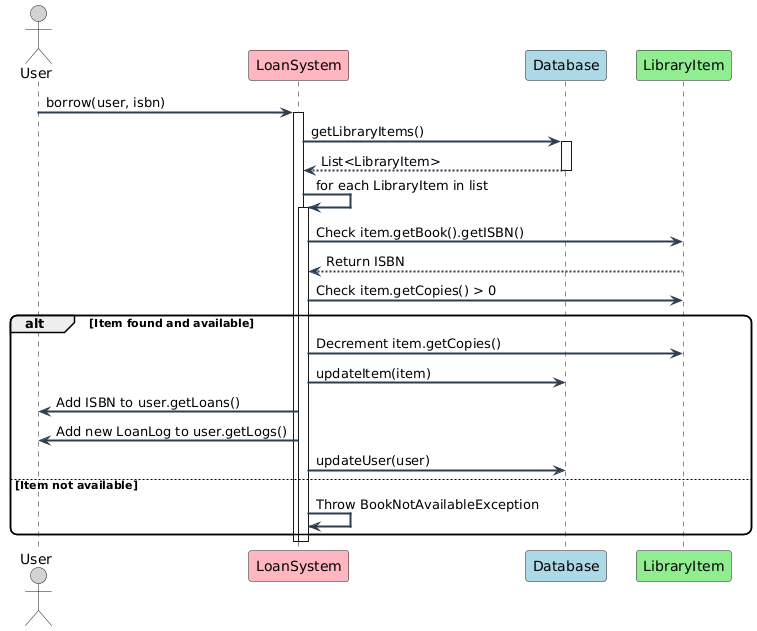 User
LoanSystem
Database
LibraryItem
borrow(user, isbn)
getLibraryItems()
List<LibraryItem>
for each LibraryItem in list
Check item.getBook().getISBN()
Return ISBN
Check item.getCopies() > 0
alt
[Item found and available]
Decrement item.getCopies()
updateItem(item)
Add ISBN to user.getLoans()
Add new LoanLog to user.getLogs()
updateUser(user)
[Item not available]
Throw BookNotAvailableException
User
LoanSystem
Database
LibraryItem